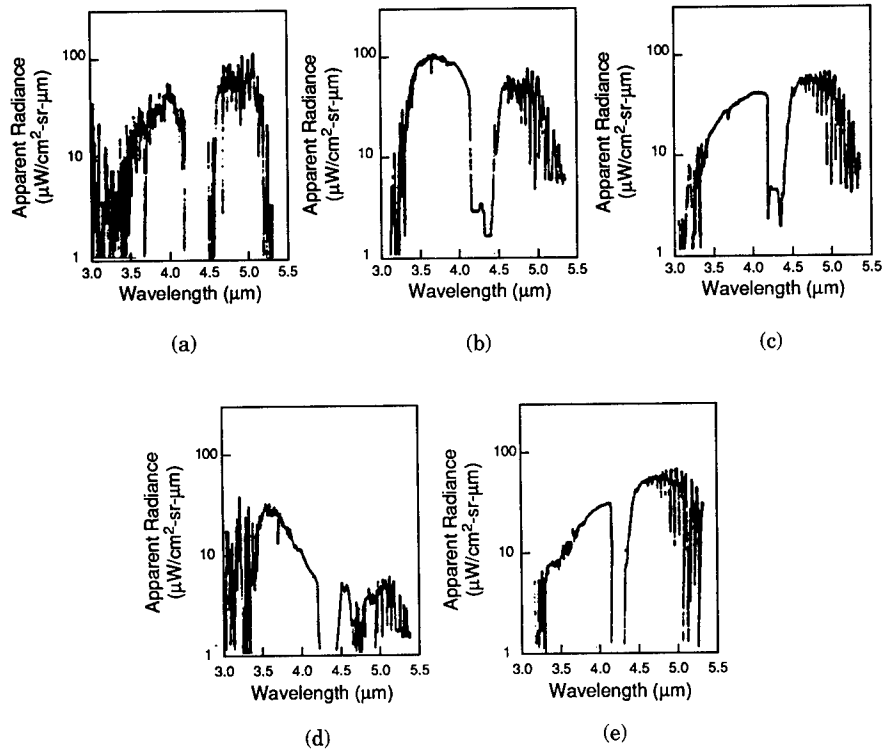 Apparent Radiance
(µW/cm²-sr-µm)
100
10
1
3.0 3.5 4.0 4.5 5.0 5.5
Wavelength (µm)
(a)
Apparent Radiance
(µW/cm²-sr-µm)
100
10
1
3.0 3.5 4.0 4.5 5.0 5.5
Wavelength (µm)
(b)
Apparent Radiance
(µW/cm²-sr-µm)
100
10
1
3.0 3.5 4.0 4.5 5.0 5.5
Wavelength (µm)
(c)
Apparent Radiance
(µW/cm²-sr-µm)
100
10
1
3.0 3.5 4.0 4.5 5.0 5.5
Wavelength (µm)
(d)
Apparent Radiance
(µW/cm²-sr-µm)
100
10
1
3.0 3.5 4.0 4.5 5.0 5.5
Wavelength (µm)
(e)